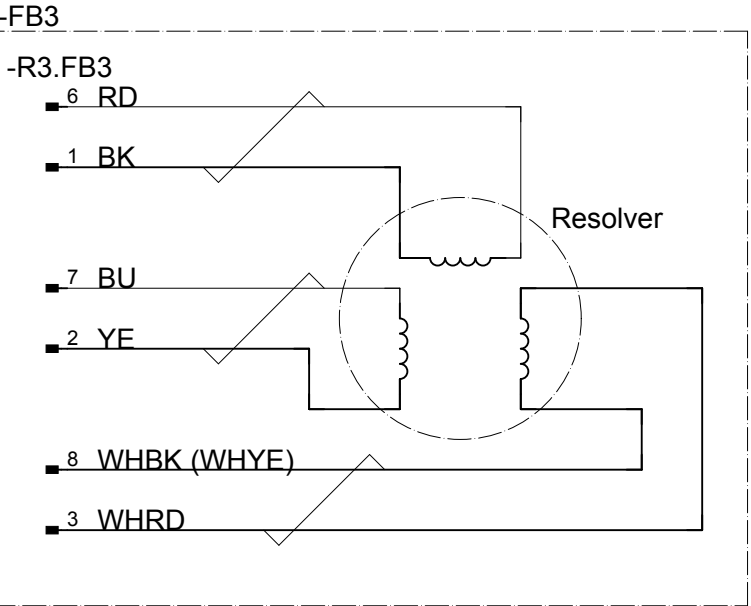 -FB3
-R3.FB3
6 RD
1 BK
Resolver
7 BU
2 YE
8 WHBK (WHYE)
3 WHRD